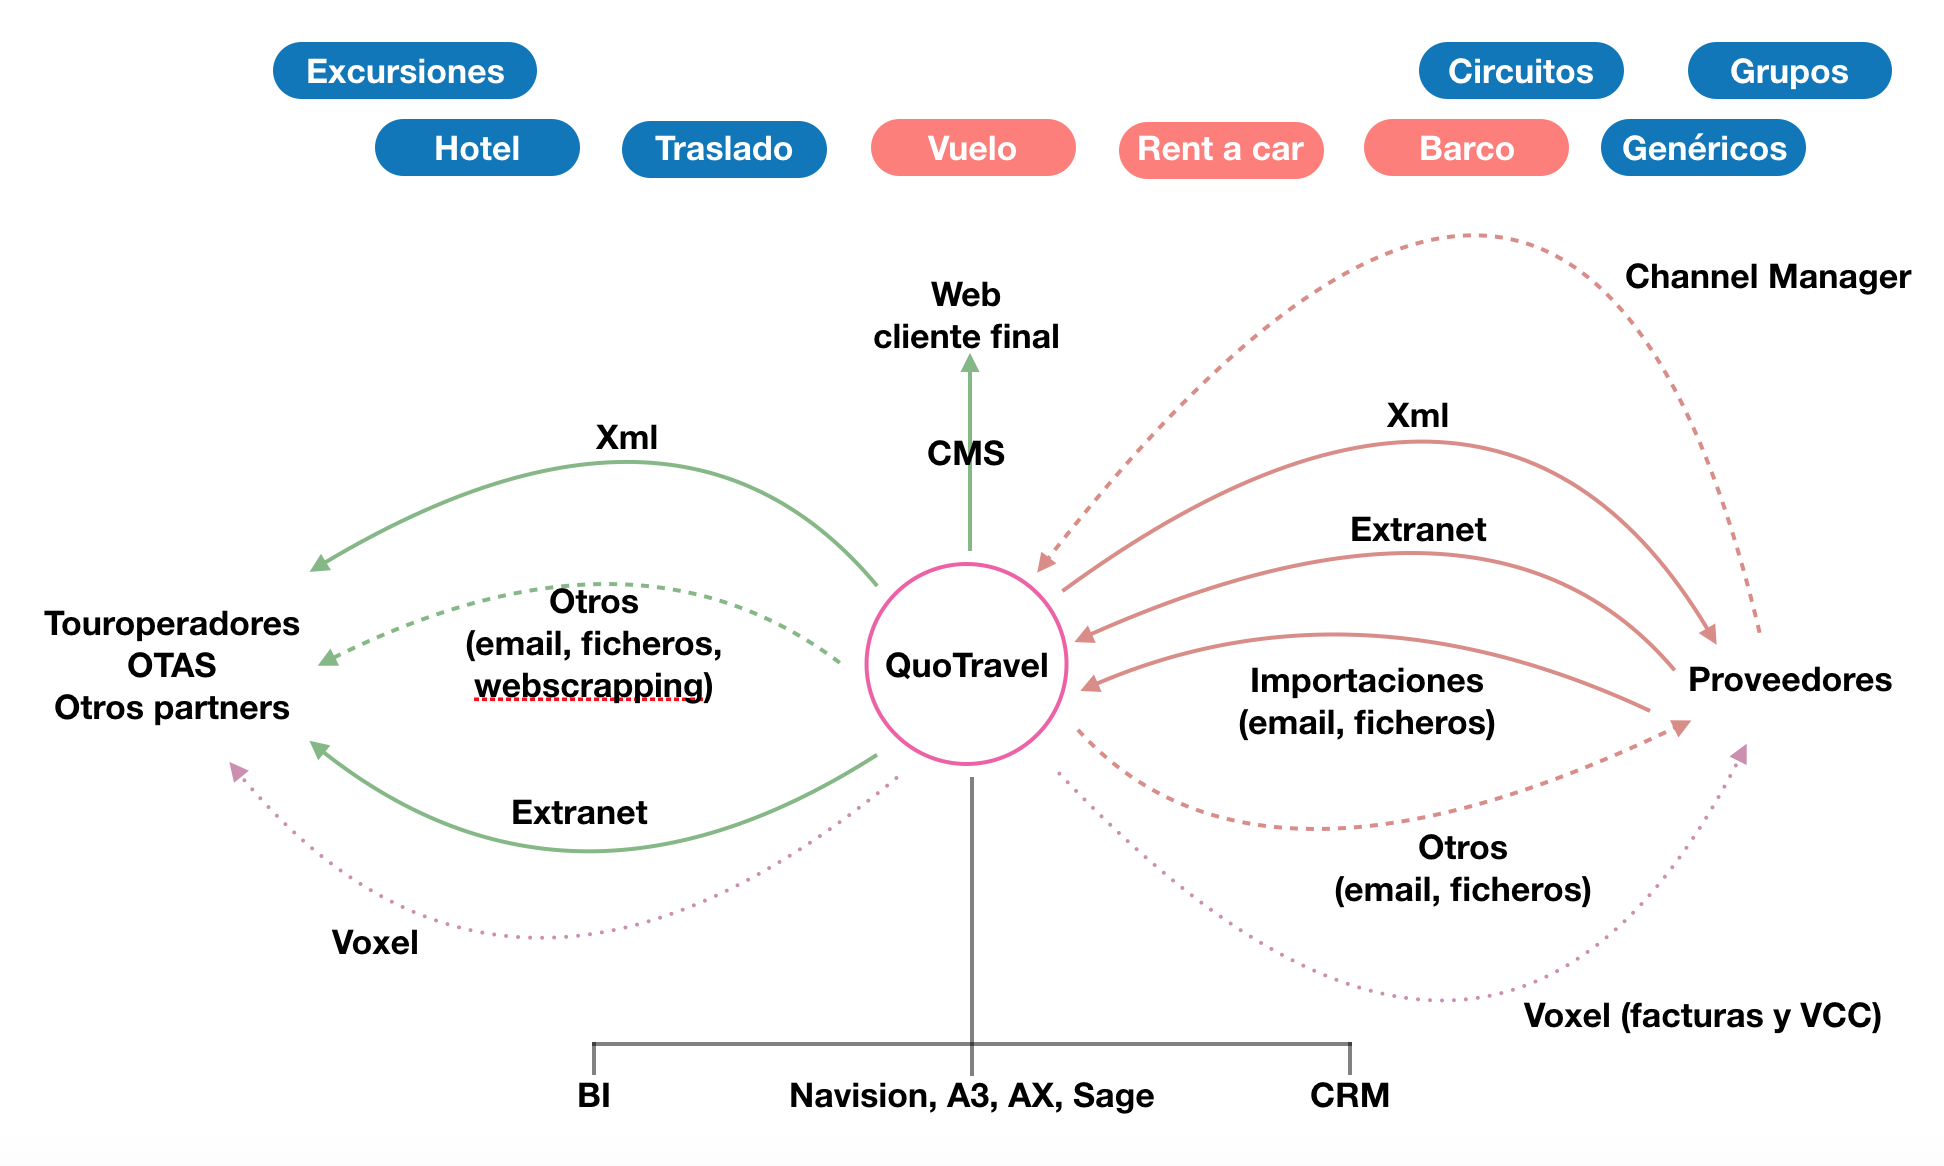 Excursiones
Circuitos
Grupos
Hotel
Traslado
Vuelo
Rent a car
Barco
Genéricos
Channel Manager
Web
cliente final
Xml
CMS
Xml
Extranet
Otros
(email, ficheros,
webscrapping)
Touroperadores
OTAS
Otros partners
QuoTravel
Importaciones
(email, ficheros)
Proveedores
Extranet
Otros
(email, ficheros)
Voxel
Voxel (facturas y VCC)
BI
Navision, A3, AX, Sage
CRM